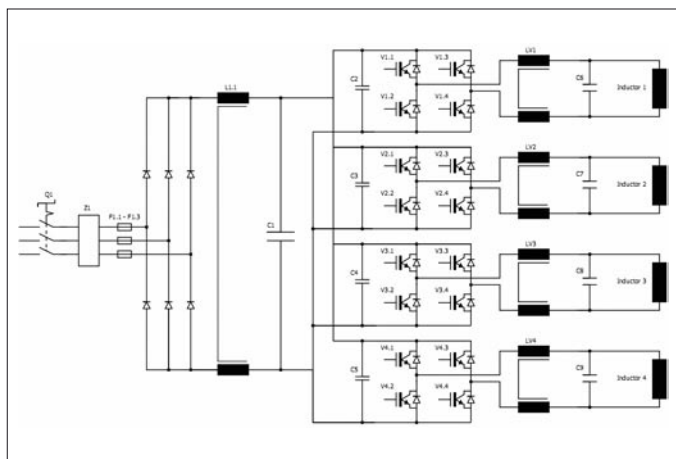 LV1
V1.1 V1.3
L1.1
C2
C6
Inductor 1
V1.2 V1.4
LV2
V2.1 V2.3
C3
C7
Inductor 2
Q1
Z1
F1.1 - F1.3
V2.2 V2.4
C1
LV3
V3.1 V3.3
C4
C8
Inductor 3
V3.2 V3.4
LV4
V4.1 V4.3
C5
C9
Inductor 4
V4.2 V4.4